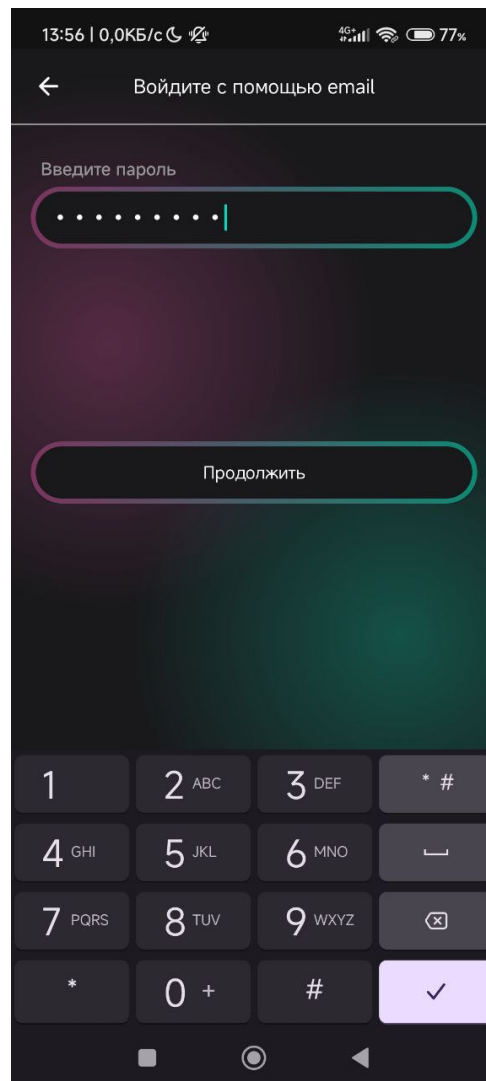 13:56 | 0,0КБ/с 4G+ 77%
Войдите с помощью email
Введите пароль
• • • • • • • • •
Продолжить
1 2 ABC 3 DEF * #
4 GHI 5 JKL 6 MNO
7 PQRS 8 TUV 9 WXYZ
* 0 + #